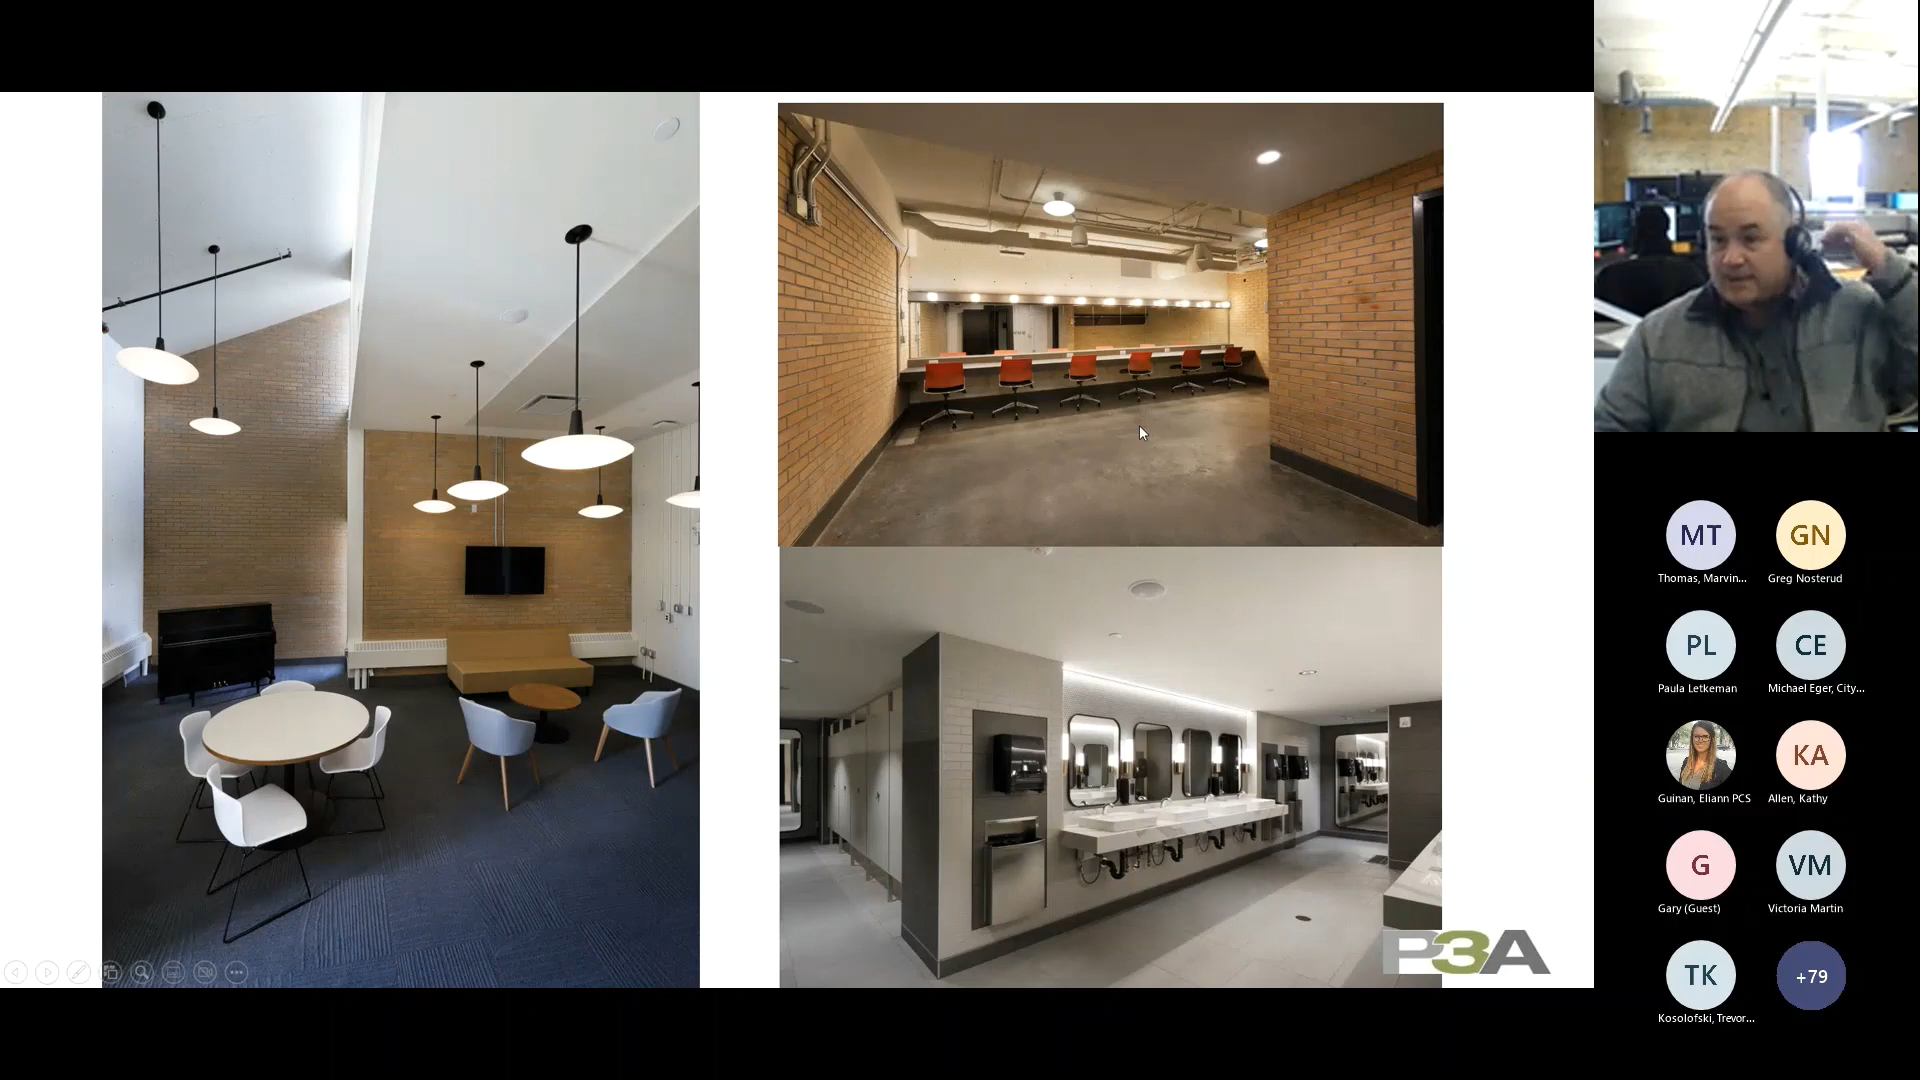 P3A
MT
GN
Thomas, Marvin...
Greg Nosterud
PL
CE
Paula Letkeman
Michael Eger, City...
KA
Guinan, Eliann PCS
Allen, Kathy
G
VM
Gary (Guest)
Victoria Martin
TK
+79
Kosolofski, Trevor...